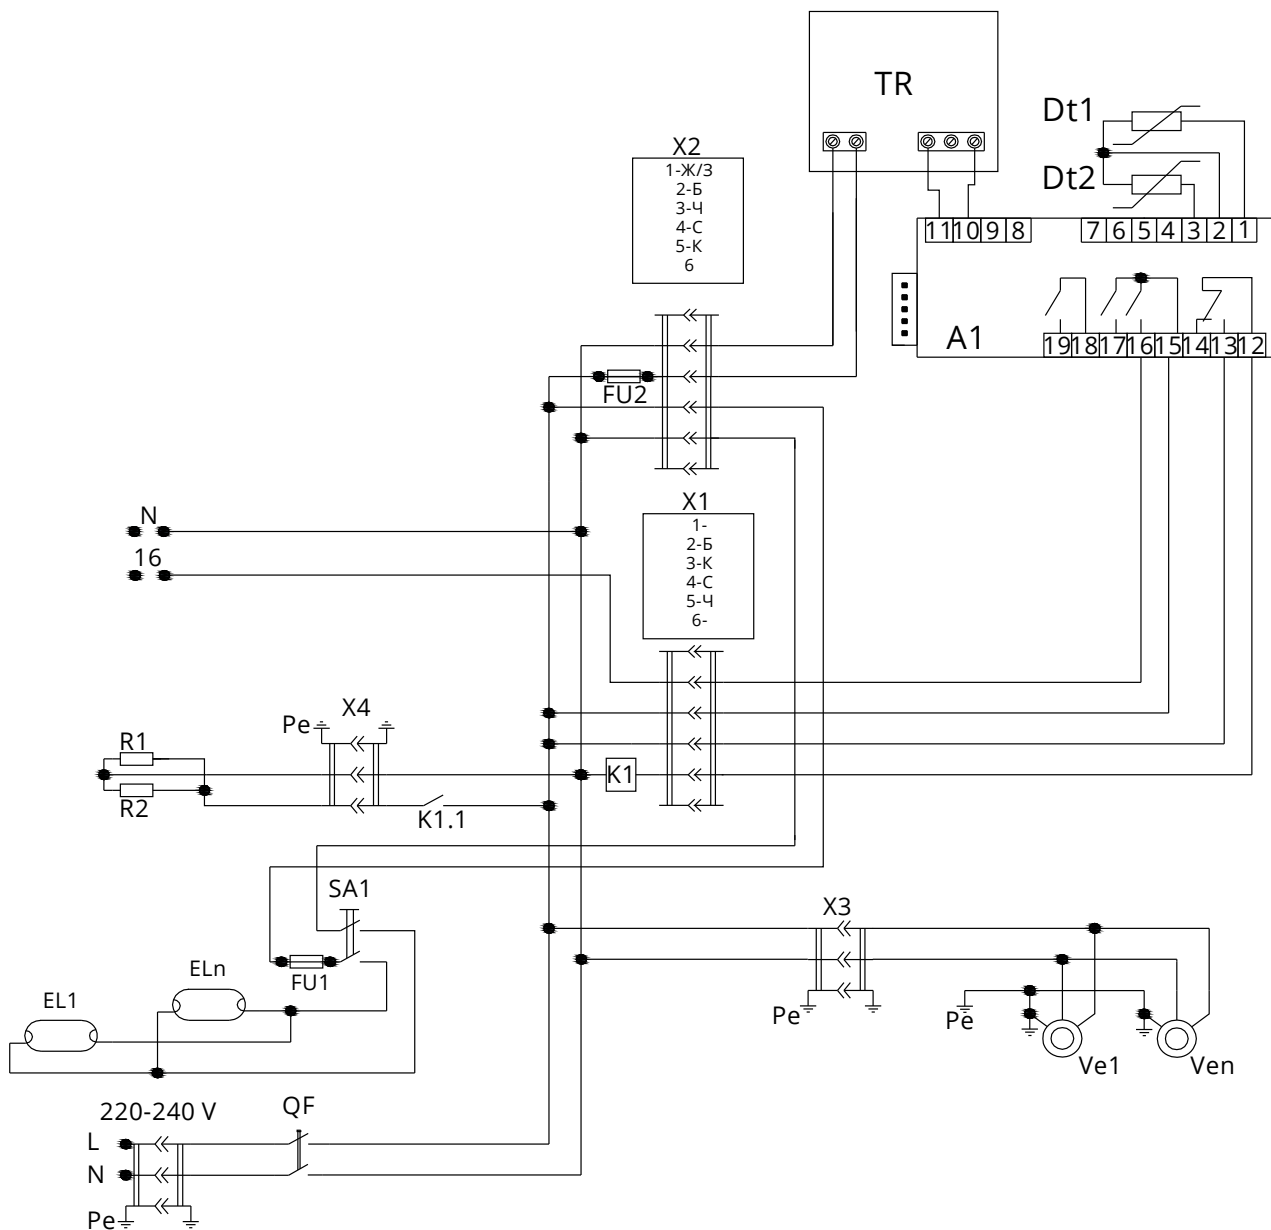 TR
Dt1
Dt2
X2
1-Ж/З
2-Б
3-Ч
4-С
5-К
6
11 10 9 8
7 6 5 4 3 2 1
A1
19 18 17 16 15 14 13 12
FU2
X1
1-
2-Б
3-К
4-С
5-Ч
6-
N
16
Pe
X4
R1
R2
K1
K1.1
SA1
FU1
X3
ELn
EL1
Pe
Pe
Ve1
Ven
220-240 V
QF
L
N
Pe